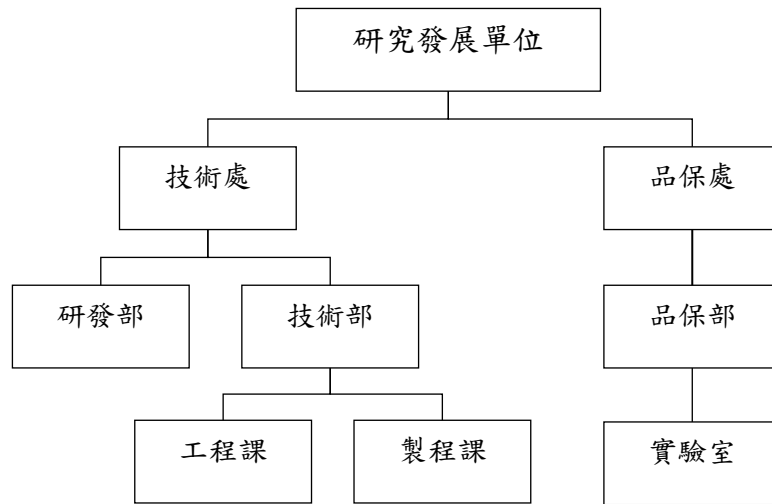 研究發展單位
技術處
品保處
研發部
技術部
品保部
工程課
製程課
實驗室